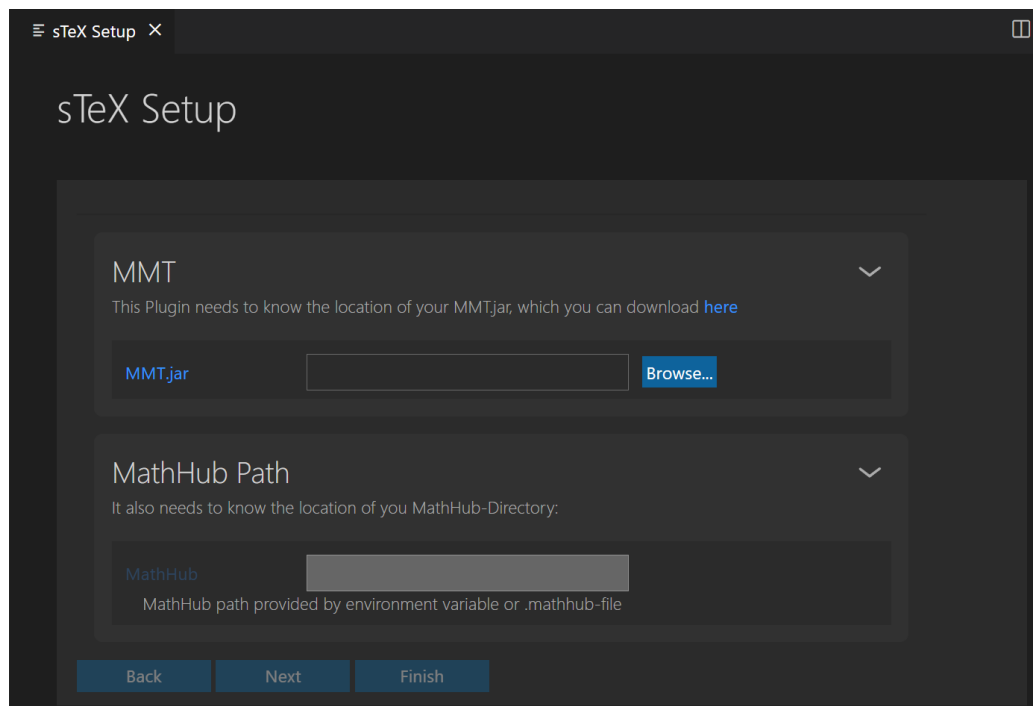 sTeX Setup
sTeX Setup
MMT
This Plugin needs to know the location of your MMT.jar, which you can download here
MMT.jar
Browse...
MathHub Path
It also needs to know the location of you MathHub-Directory:
MathHub
MathHub path provided by environment variable or .mathhub-file
Back Next Finish